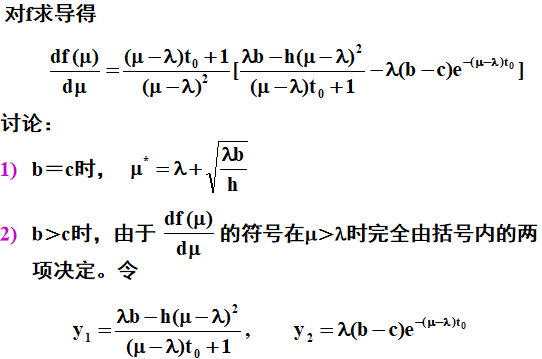 对f求导得
df(μ)/dμ = ((μ−λ)t₀+1)/(μ−λ)² [(λb−h(μ−λ)²)/((μ−λ)t₀+1) −λ(b−c)e^{−(μ−λ)t₀}]
讨论：
1) b＝c时， μ* = λ+√(λb/h)
2) b>c时，由于 df(μ)/dμ 的符号在μ>λ时完全由括号内的两
项决定。令
y₁ = (λb−h(μ−λ)²)/((μ−λ)t₀+1)， y₂ = λ(b−c)e^{−(μ−λ)t₀}